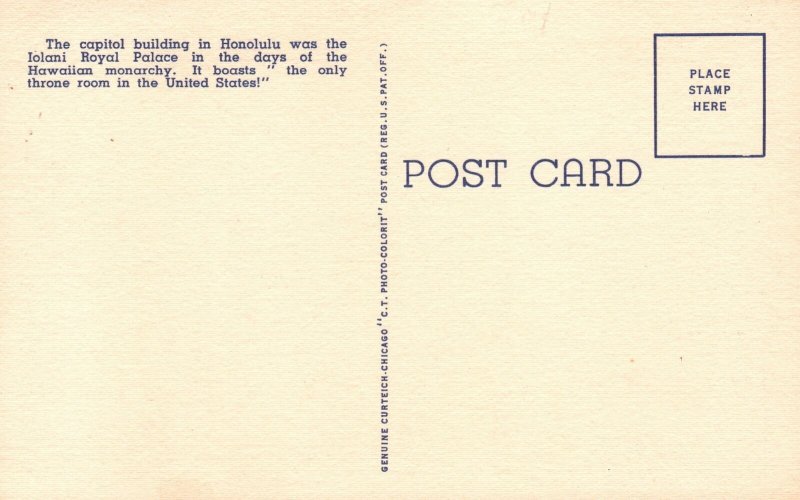 The capitol building in Honolulu was the
Iolani Royal Palace in the days of the
Hawaiian monarchy. It boasts " the only
throne room in the United States!"
GENUINE CURTEICH-CHICAGO "C.T. PHOTO-COLORIT" POST CARD (REG. U.S. PAT. OFF.)
POST CARD
PLACE
STAMP
HERE